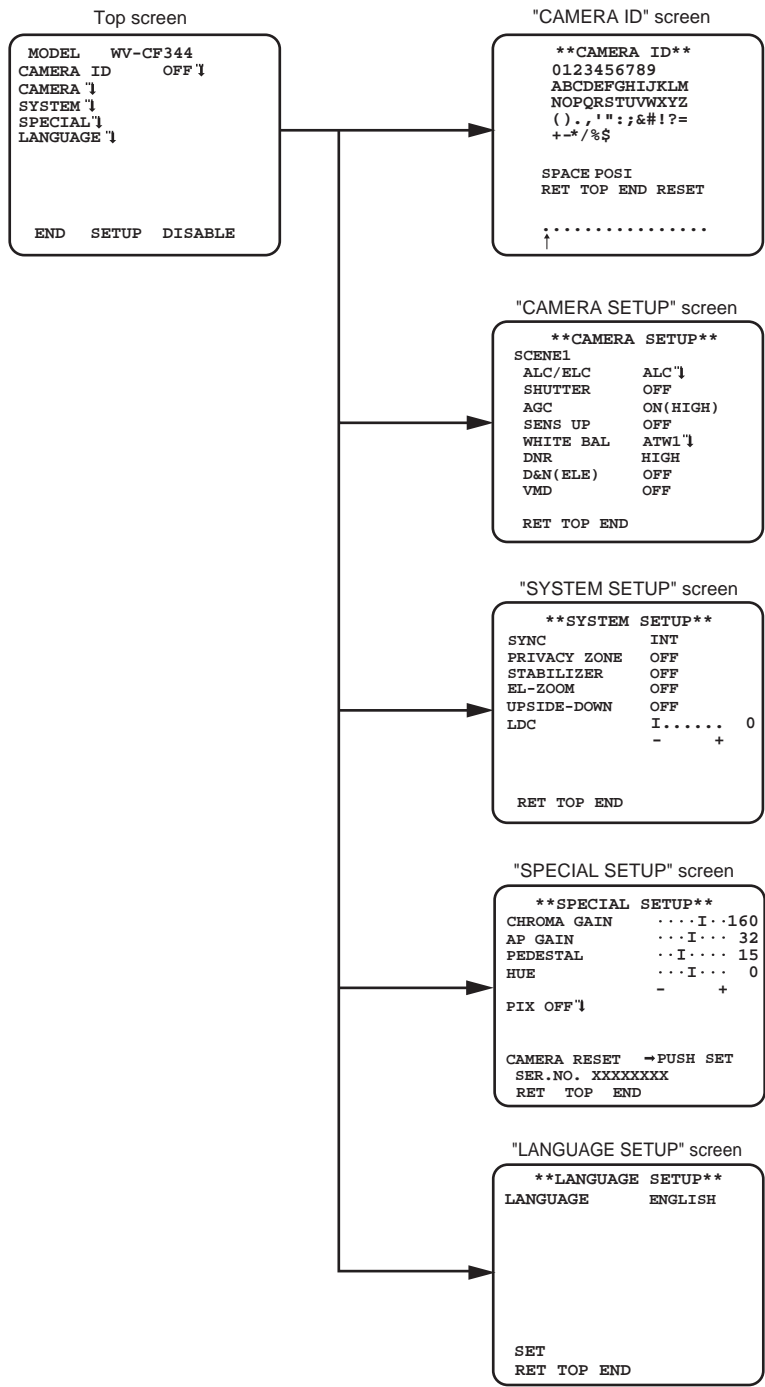 Top screen
MODEL WV-CF344
CAMERA ID OFF
CAMERA
SYSTEM
SPECIAL
LANGUAGE
END SETUP DISABLE
"CAMERA ID" screen
**CAMERA ID**
0123456789
ABCDEFGHIJKLM
NOPQRSTUVWXYZ
().,'":;&#!?=
+-*/%$
SPACE POSI
RET TOP END RESET
................
↑
"CAMERA SETUP" screen
**CAMERA SETUP**
SCENE1
ALC/ELC ALC
SHUTTER OFF
AGC ON(HIGH)
SENS UP OFF
WHITE BAL ATW1
DNR HIGH
D&N(ELE) OFF
VMD OFF
RET TOP END
"SYSTEM SETUP" screen
**SYSTEM SETUP**
SYNC INT
PRIVACY ZONE OFF
STABILIZER OFF
EL-ZOOM OFF
UPSIDE-DOWN OFF
LDC I...... 0
- +
RET TOP END
"SPECIAL SETUP" screen
**SPECIAL SETUP**
CHROMA GAIN ····I··160
AP GAIN ···I··· 32
PEDESTAL ··I···· 15
HUE ···I··· 0
- +
PIX OFF
CAMERA RESET →PUSH SET
SER.NO. XXXXXXXX
RET TOP END
"LANGUAGE SETUP" screen
**LANGUAGE SETUP**
LANGUAGE ENGLISH
SET
RET TOP END